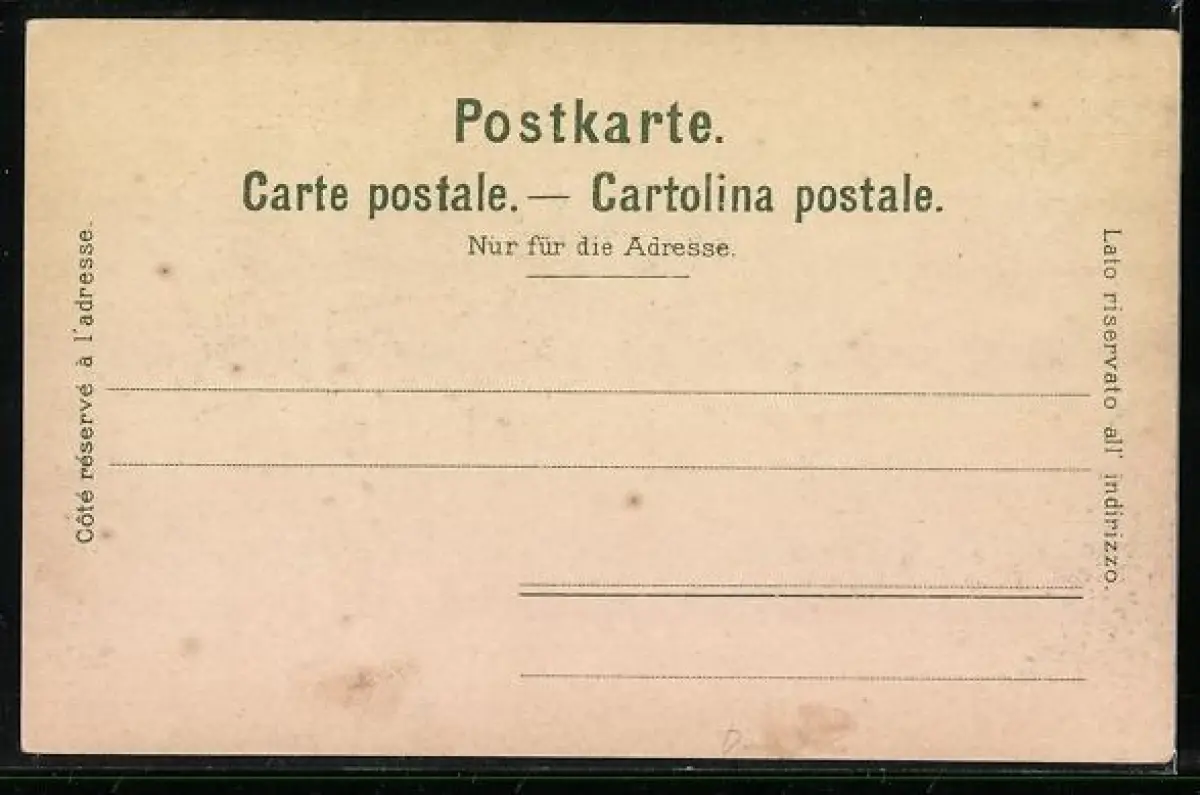 Postkarte.
Carte postale. — Cartolina postale.
Nur für die Adresse.
Côté réservé à l'adresse.
Lato riservato all' indirizzo.